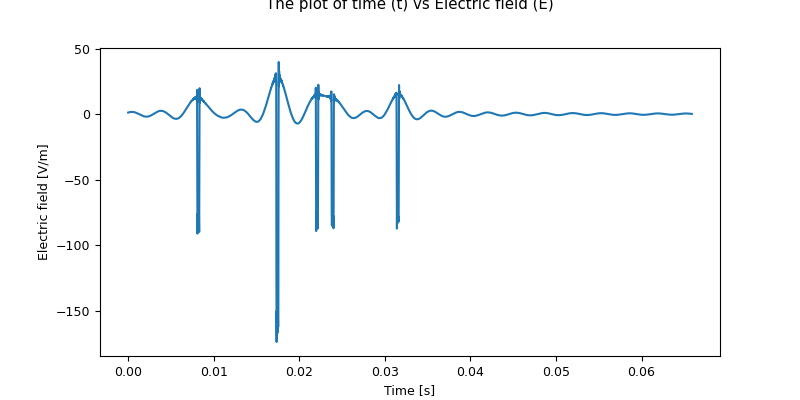 The plot of time (t) vs Electric field (E)
50
0
−50
−100
−150
Electric field [V/m]
0.00 0.01 0.02 0.03 0.04 0.05 0.06
Time [s]